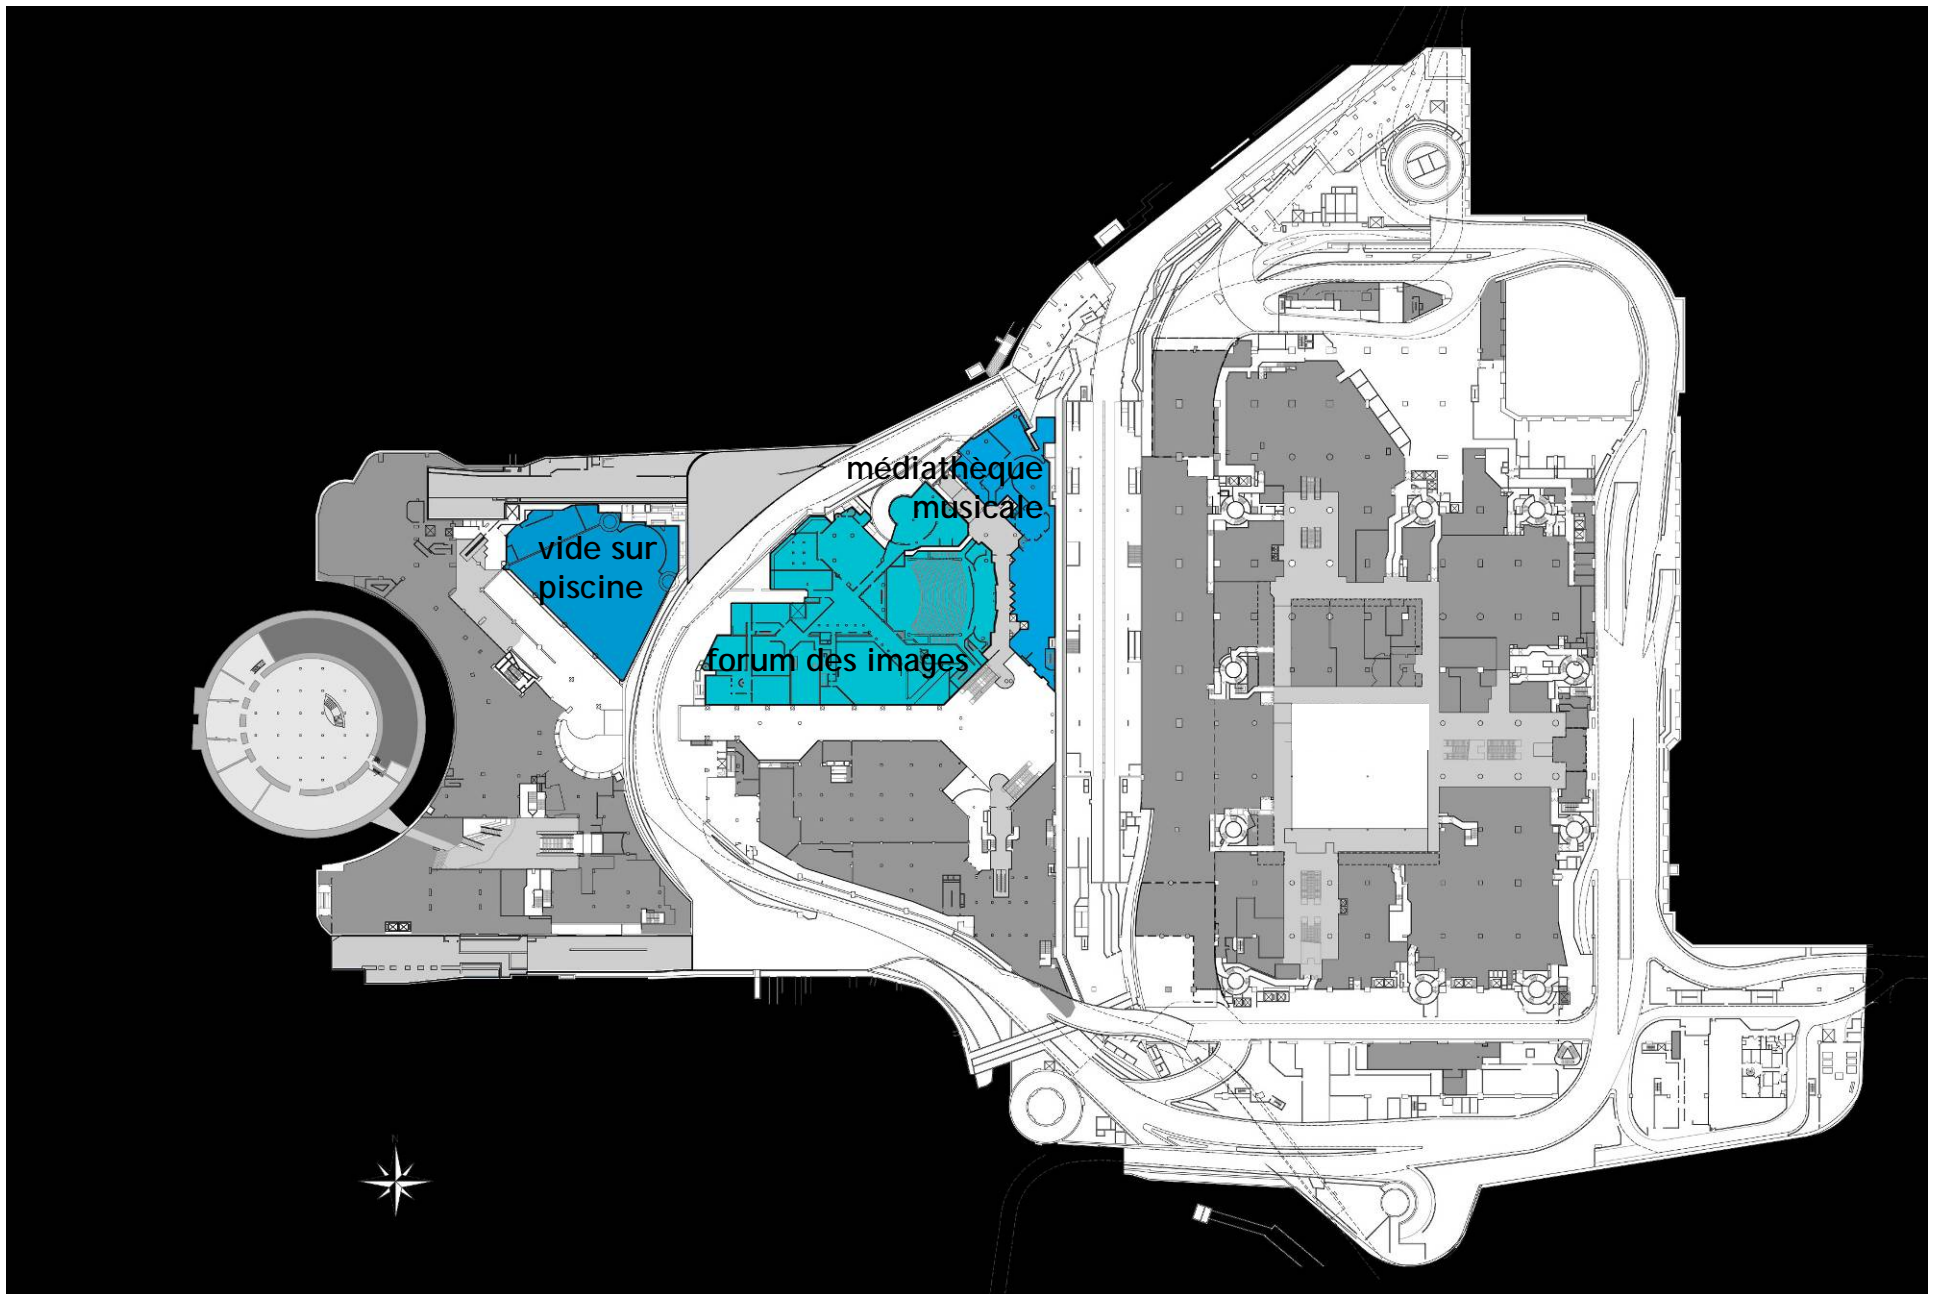 médiathèque
musicale
vide sur
piscine
forum des images
N